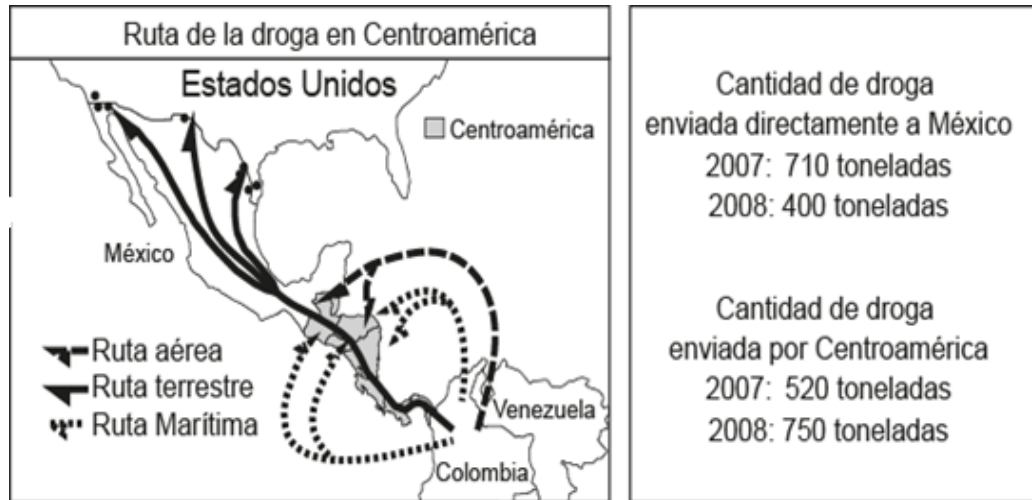 Ruta de la droga en Centroamérica
Estados Unidos
Centroamérica
México
Ruta aérea
Ruta terrestre
Ruta Marítima
Venezuela
Colombia
Cantidad de droga
enviada directamente a México
2007: 710 toneladas
2008: 400 toneladas
Cantidad de droga
enviada por Centroamérica
2007: 520 toneladas
2008: 750 toneladas